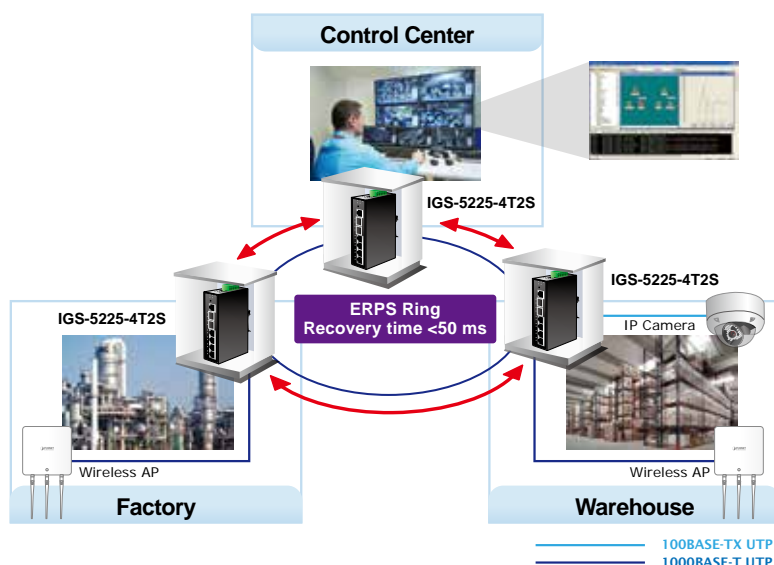 Control Center
IGS-5225-4T2S
IGS-5225-4T2S
IGS-5225-4T2S
ERPS Ring
Recovery time <50 ms
IP Camera
Wireless AP
Wireless AP
Factory
Warehouse
100BASE-TX UTP
1000BASE-T UTP